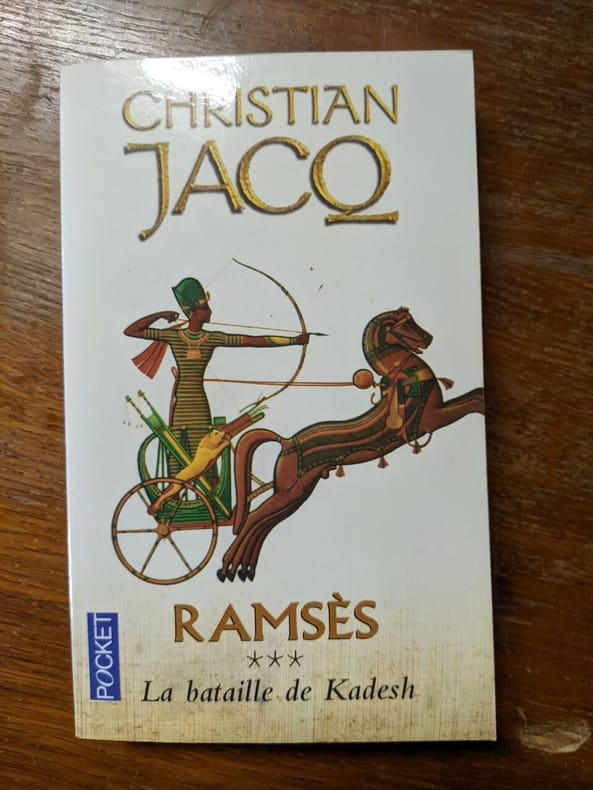 CHRISTIAN
JACQ
RAMSÈS
***
La bataille de Kadesh
POCKET